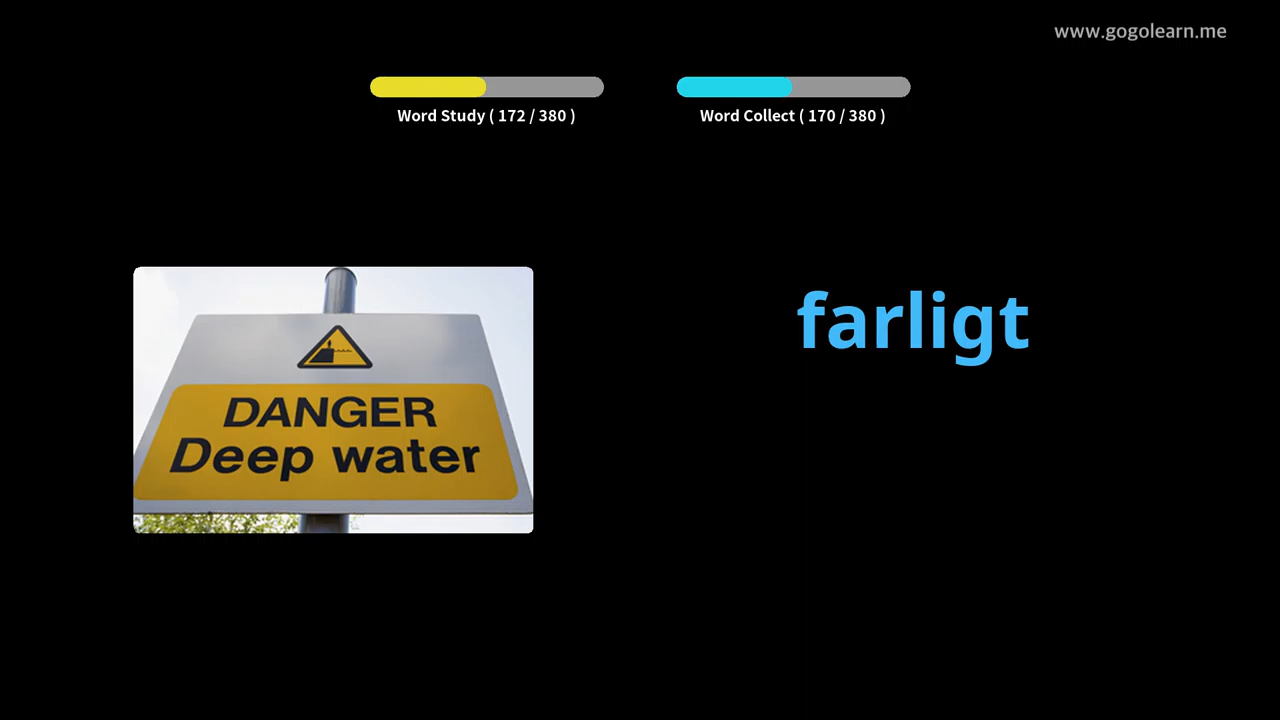 www.gogolearn.me
Word Study ( 172 / 380 )
Word Collect ( 170 / 380 )
DANGER
Deep water
farligt